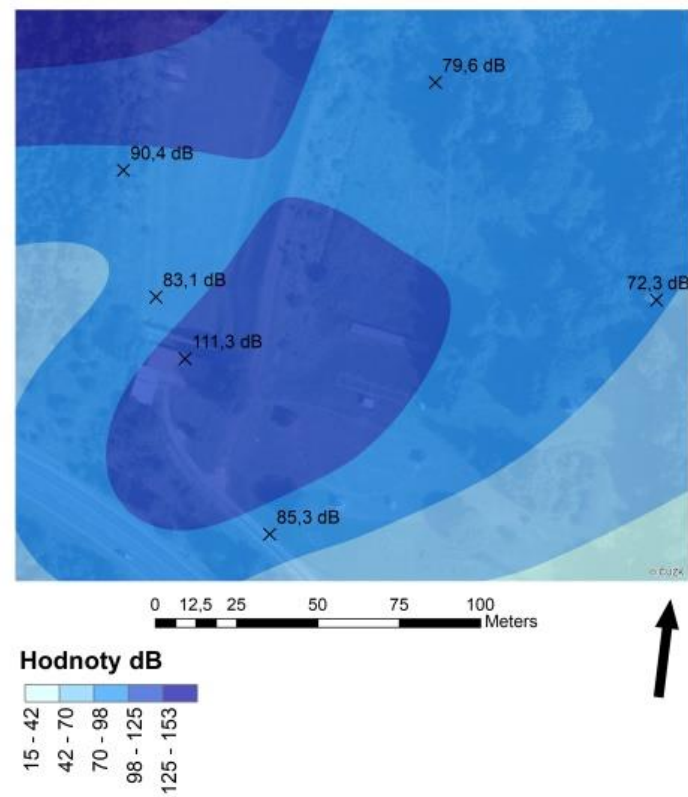 79,6 dB
90,4 dB
83,1 dB
72,3 dB
111,3 dB
85,3 dB
© ČÚZK
0 12,5 25 50 75 100
Meters
Hodnoty dB
15 - 42
42 - 70
70 - 98
98 - 125
125 - 153